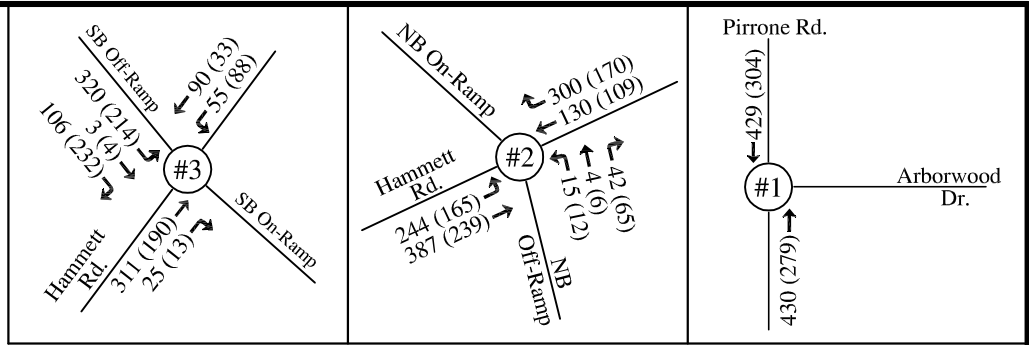 SB Off-Ramp
90 (33)
55 (88)
320 (214)
3 (4)
106 (232)
#3
Hammett
Rd.
311 (190)
25 (13)
SB On-Ramp
NB On-Ramp
300 (170)
130 (109)
#2
Hammett
Rd.
244 (165)
387 (239)
15 (12)
4 (6)
42 (65)
NB
Off-Ramp
Pirrone Rd.
429 (304)
#1
Arborwood
Dr.
430 (279)